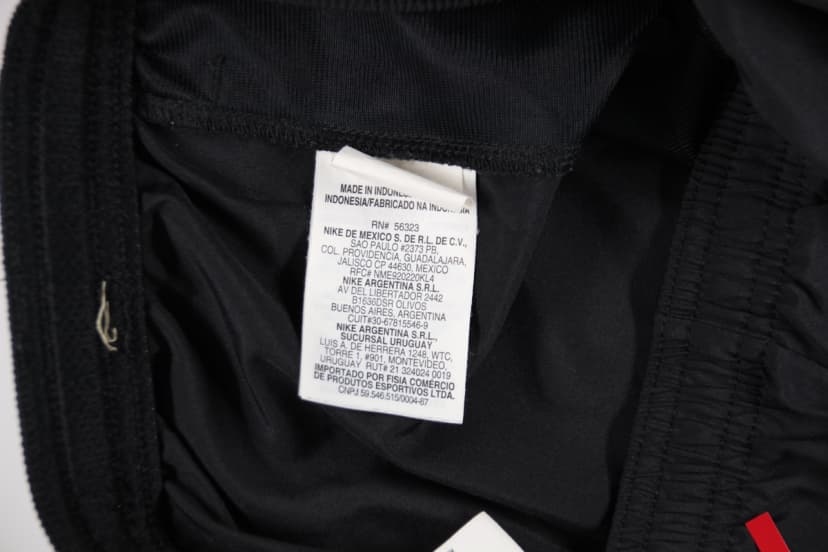 MADE IN
INDONESIA/FABRICADO NA
RN# 56323
NIKE DE MEXICO S. DE R.L. DE C.V.,
SAO PAULO #2373 PB,
COL. PROVIDENCIA, GUADALAJARA,
JALISCO CP 44630, MEXICO
RFC# NME920220KL4
NIKE ARGENTINA S.R.L.
AV DEL LIBERTADOR 2442
B1636DSR OLIVOS
BUENOS AIRES, ARGENTINA
CUIT#30-67815546-9
NIKE ARGENTINA S.R.L.,
SUCURSAL URUGUAY
LUIS A. DE HERRERA 1248, WTC,
TORRE 1, #901, MONTEVIDEO,
URUGUAY RUT# 21 324024 0019
IMPORTADO POR FISIA COMÉRCIO
DE PRODUTOS ESPORTIVOS LTDA.
CNPJ 59.546.515/0004-87